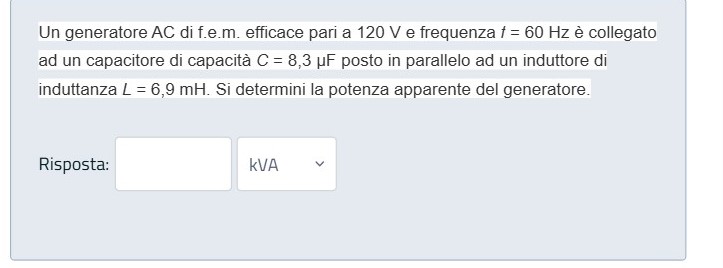 Un generatore AC di f.e.m. efficace pari a 120 V e frequenza f = 60 Hz è collegato
ad un capacitore di capacità C = 8,3 µF posto in parallelo ad un induttore di
induttanza L = 6,9 mH. Si determini la potenza apparente del generatore.
Risposta: kVA